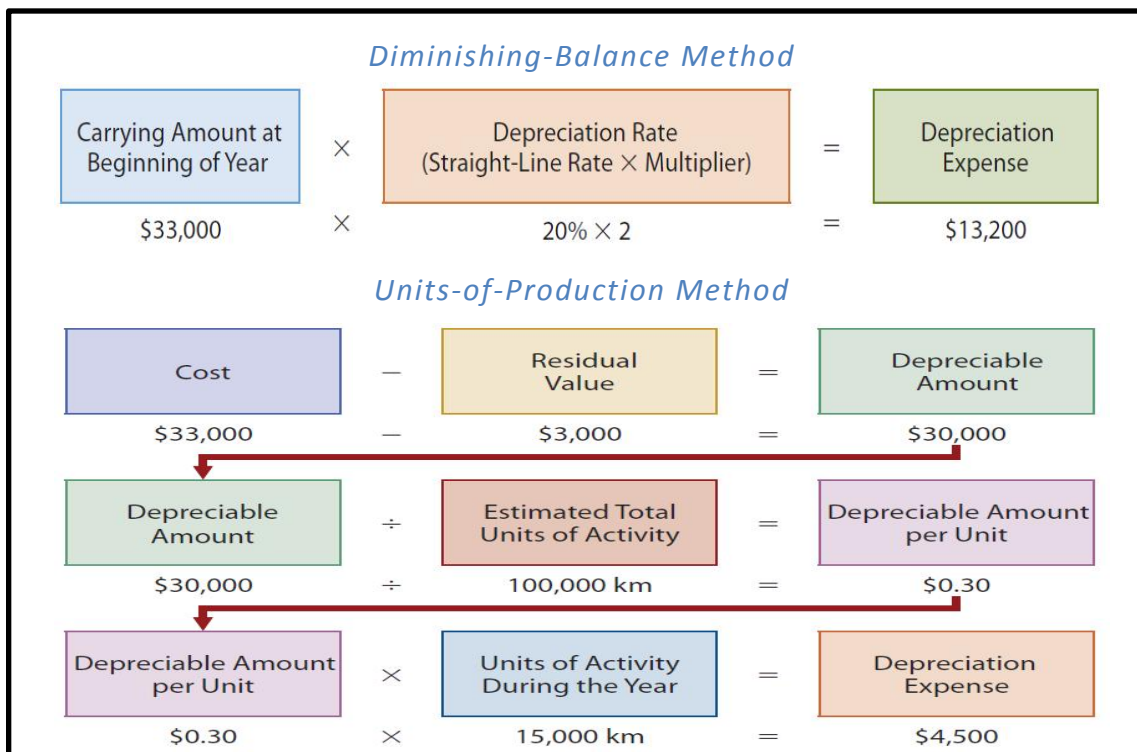 Diminishing-Balance Method
Carrying Amount at
Beginning of Year
×
Depreciation Rate
(Straight-Line Rate × Multiplier)
=
Depreciation
Expense
$33,000 × 20% × 2 = $13,200
Units-of-Production Method
Cost
–
Residual
Value
=
Depreciable
Amount
$33,000 – $3,000 = $30,000
Depreciable
Amount
÷
Estimated Total
Units of Activity
=
Depreciable Amount
per Unit
$30,000 ÷ 100,000 km = $0.30
Depreciable Amount
per Unit
×
Units of Activity
During the Year
=
Depreciation
Expense
$0.30 × 15,000 km = $4,500